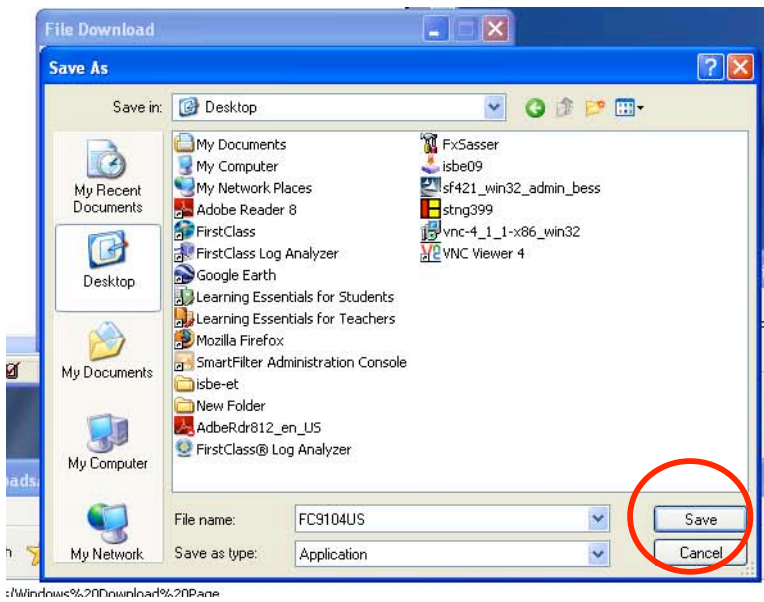 File Download
Save As
Save in:
Desktop
My Recent
Documents
Desktop
My Documents
My Computer
My Network
My Documents
My Computer
My Network Places
Adobe Reader 8
FirstClass
FirstClass Log Analyzer
Google Earth
Learning Essentials for Students
Learning Essentials for Teachers
Mozilla Firefox
SmartFilter Administration Console
isbe-et
New Folder
AdbeRdr812_en_US
FirstClass® Log Analyzer
FxSasser
isbe09
sf421_win32_admin_bess
stng399
vnc-4_1_1-x86_win32
VNC Viewer 4
File name:
FC9104US
Save
Save as type:
Application
Cancel
oads
s/Windows%20Download%20Page